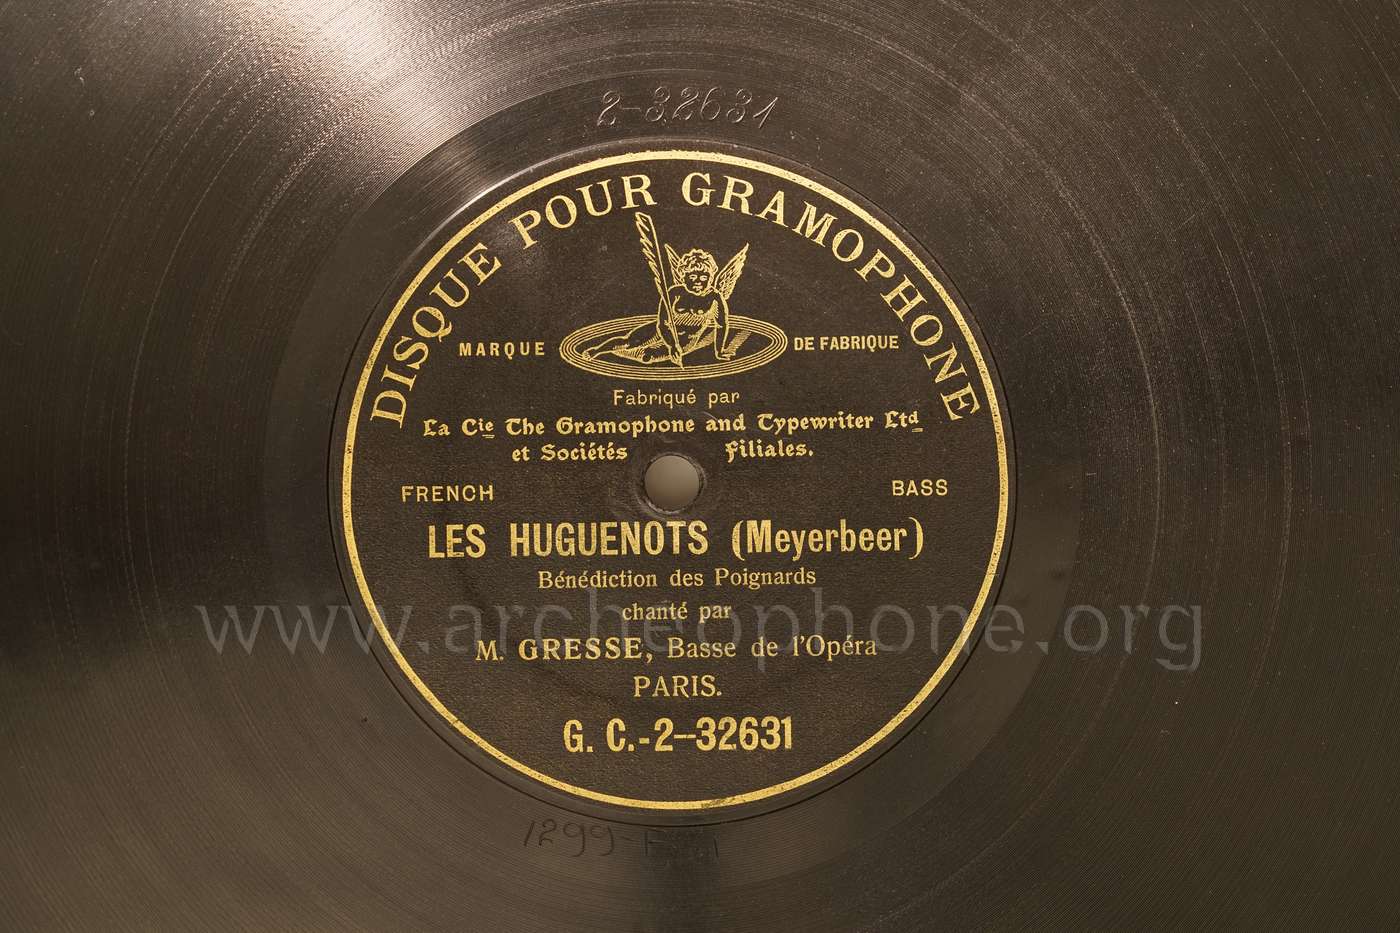 2-32631
DISQUE POUR GRAMOPHONE
MARQUE DE FABRIQUE
Fabriqué par
La Cie The Gramophone and Typewriter Ltd
et Sociétés Filiales.
FRENCH BASS
LES HUGUENOTS (Meyerbeer)
Bénédiction des Poignards
chanté par
www.archeophone.org
M. GRESSE, Basse de l'Opéra
PARIS.
G. C.-2--32631
1299